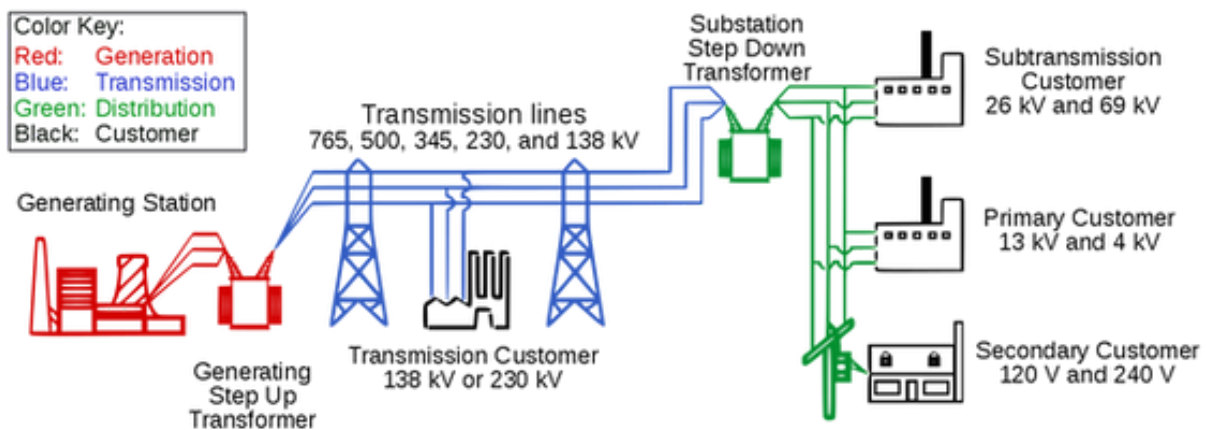 Color Key:
Red: Generation
Blue: Transmission
Green: Distribution
Black: Customer
Substation
Step Down
Transformer
Subtransmission
Customer
26 kV and 69 kV
Transmission lines
765, 500, 345, 230, and 138 kV
Generating Station
Primary Customer
13 kV and 4 kV
Transmission Customer
138 kV or 230 kV
Generating
Step Up
Transformer
Secondary Customer
120 V and 240 V